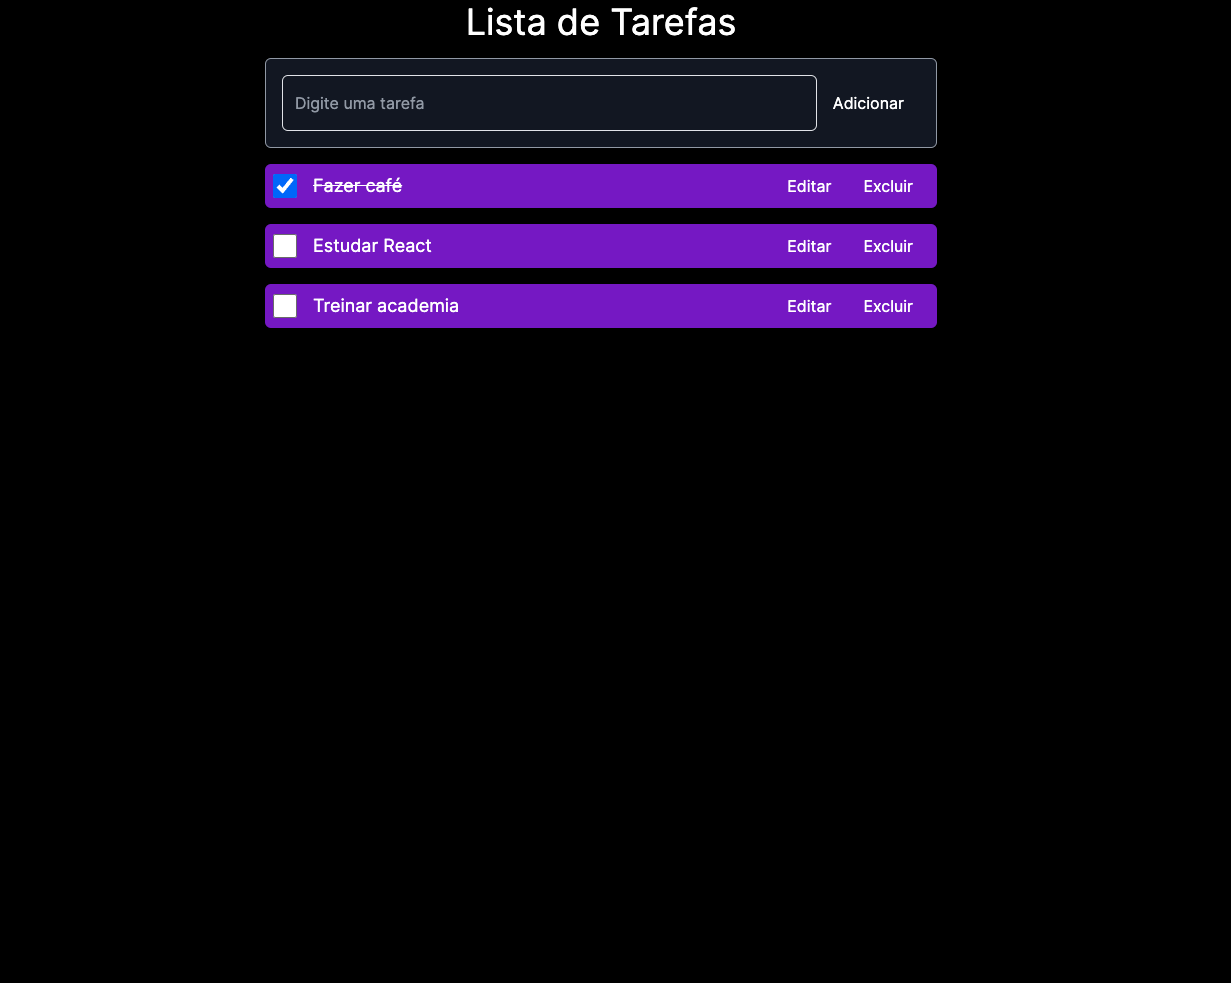 Lista de Tarefas
Digite uma tarefa Adicionar
Fazer café Editar Excluir
Estudar React Editar Excluir
Treinar academia Editar Excluir